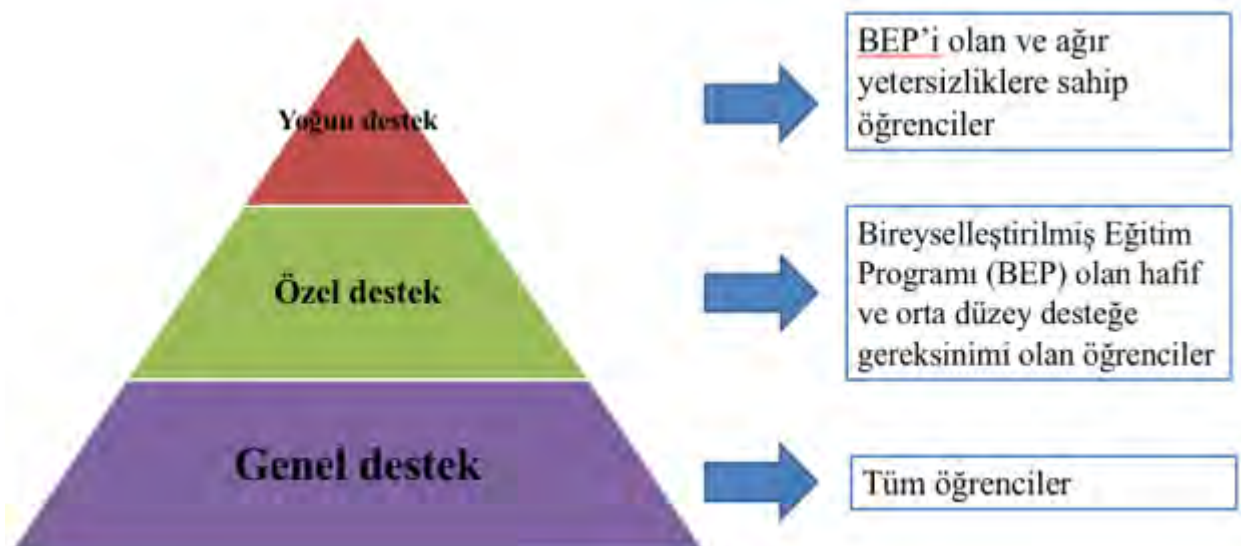 Yoğun destek
BEP’i olan ve ağır
yetersizliklere sahip
öğrenciler
Özel destek
Bireyselleştirilmiş Eğitim
Programı (BEP) olan hafif
ve orta düzey desteğe
gereksinimi olan öğrenciler
Genel destek
Tüm öğrenciler